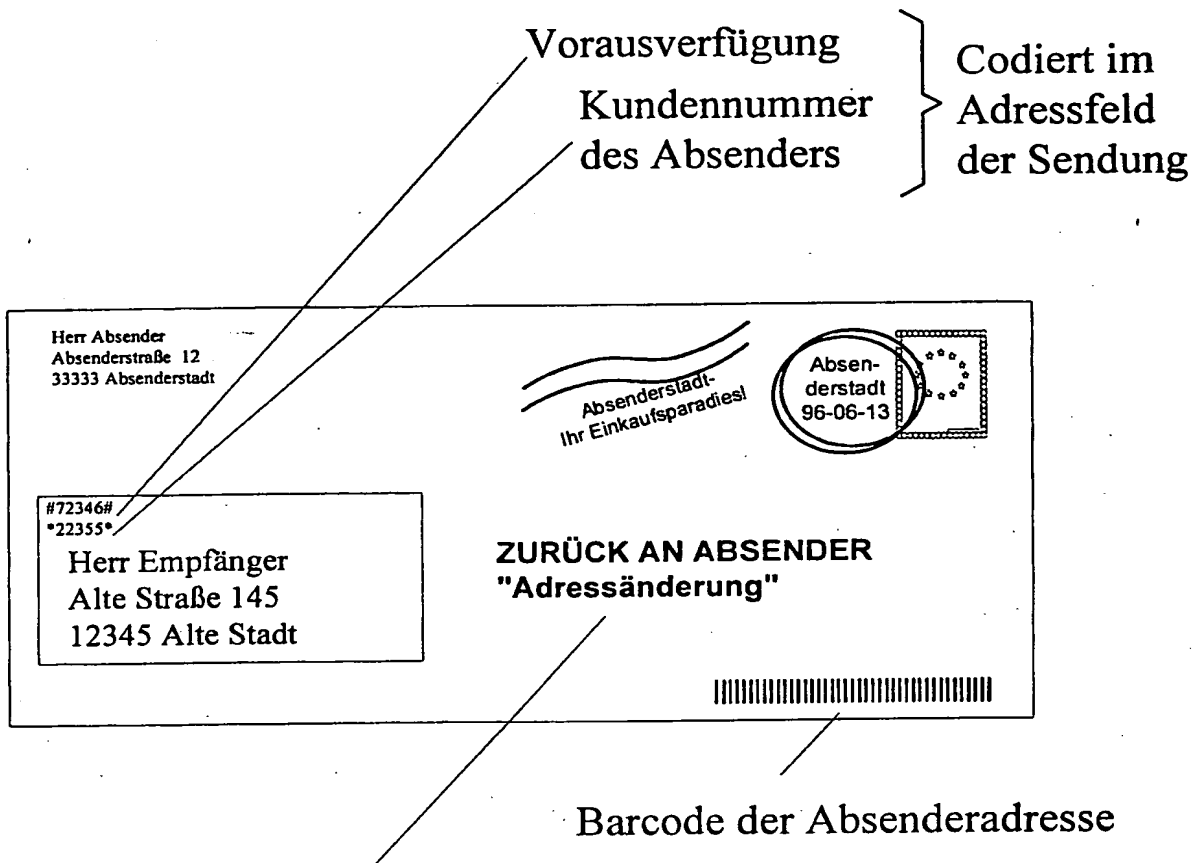 Vorausverfügung
Kundennummer
des Absenders
Codiert im
Adressfeld
der Sendung
Herr Absender
Absenderstraße 12
33333 Absenderstadt
Absenderstadt-
Ihr Einkaufsparadies!
Absen-
derstadt
96-06-13
#72346#
*22355*
Herr Empfänger
Alte Straße 145
12345 Alte Stadt
ZURÜCK AN ABSENDER
"Adressänderung"
Barcode der Absenderadresse